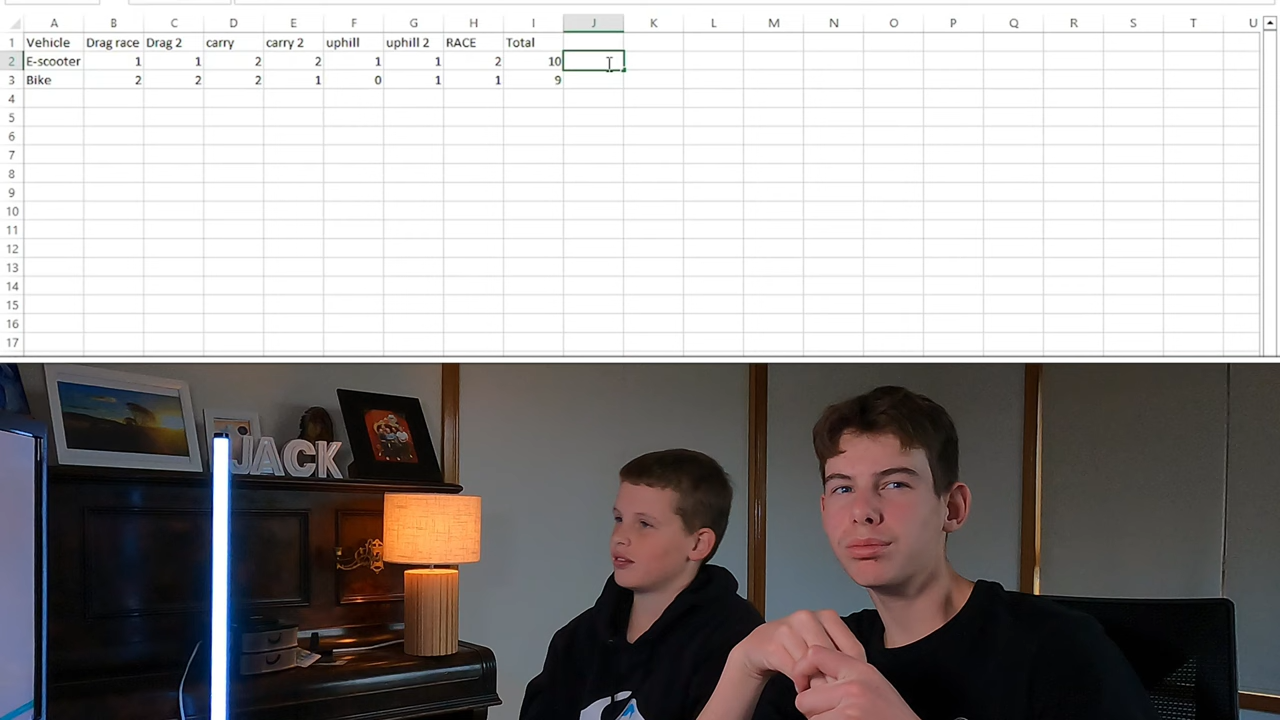 A B C D E F G H I J K L M N O P Q R S T U
1 Vehicle Drag race Drag 2 carry carry 2 uphill uphill 2 RACE Total
2 E-scooter 1 1 2 2 1 1 2 10
3 Bike 2 2 2 1 0 1 1 9
4
5
6
7
8
9
10
11
12
13
14
15
16
17
JACK